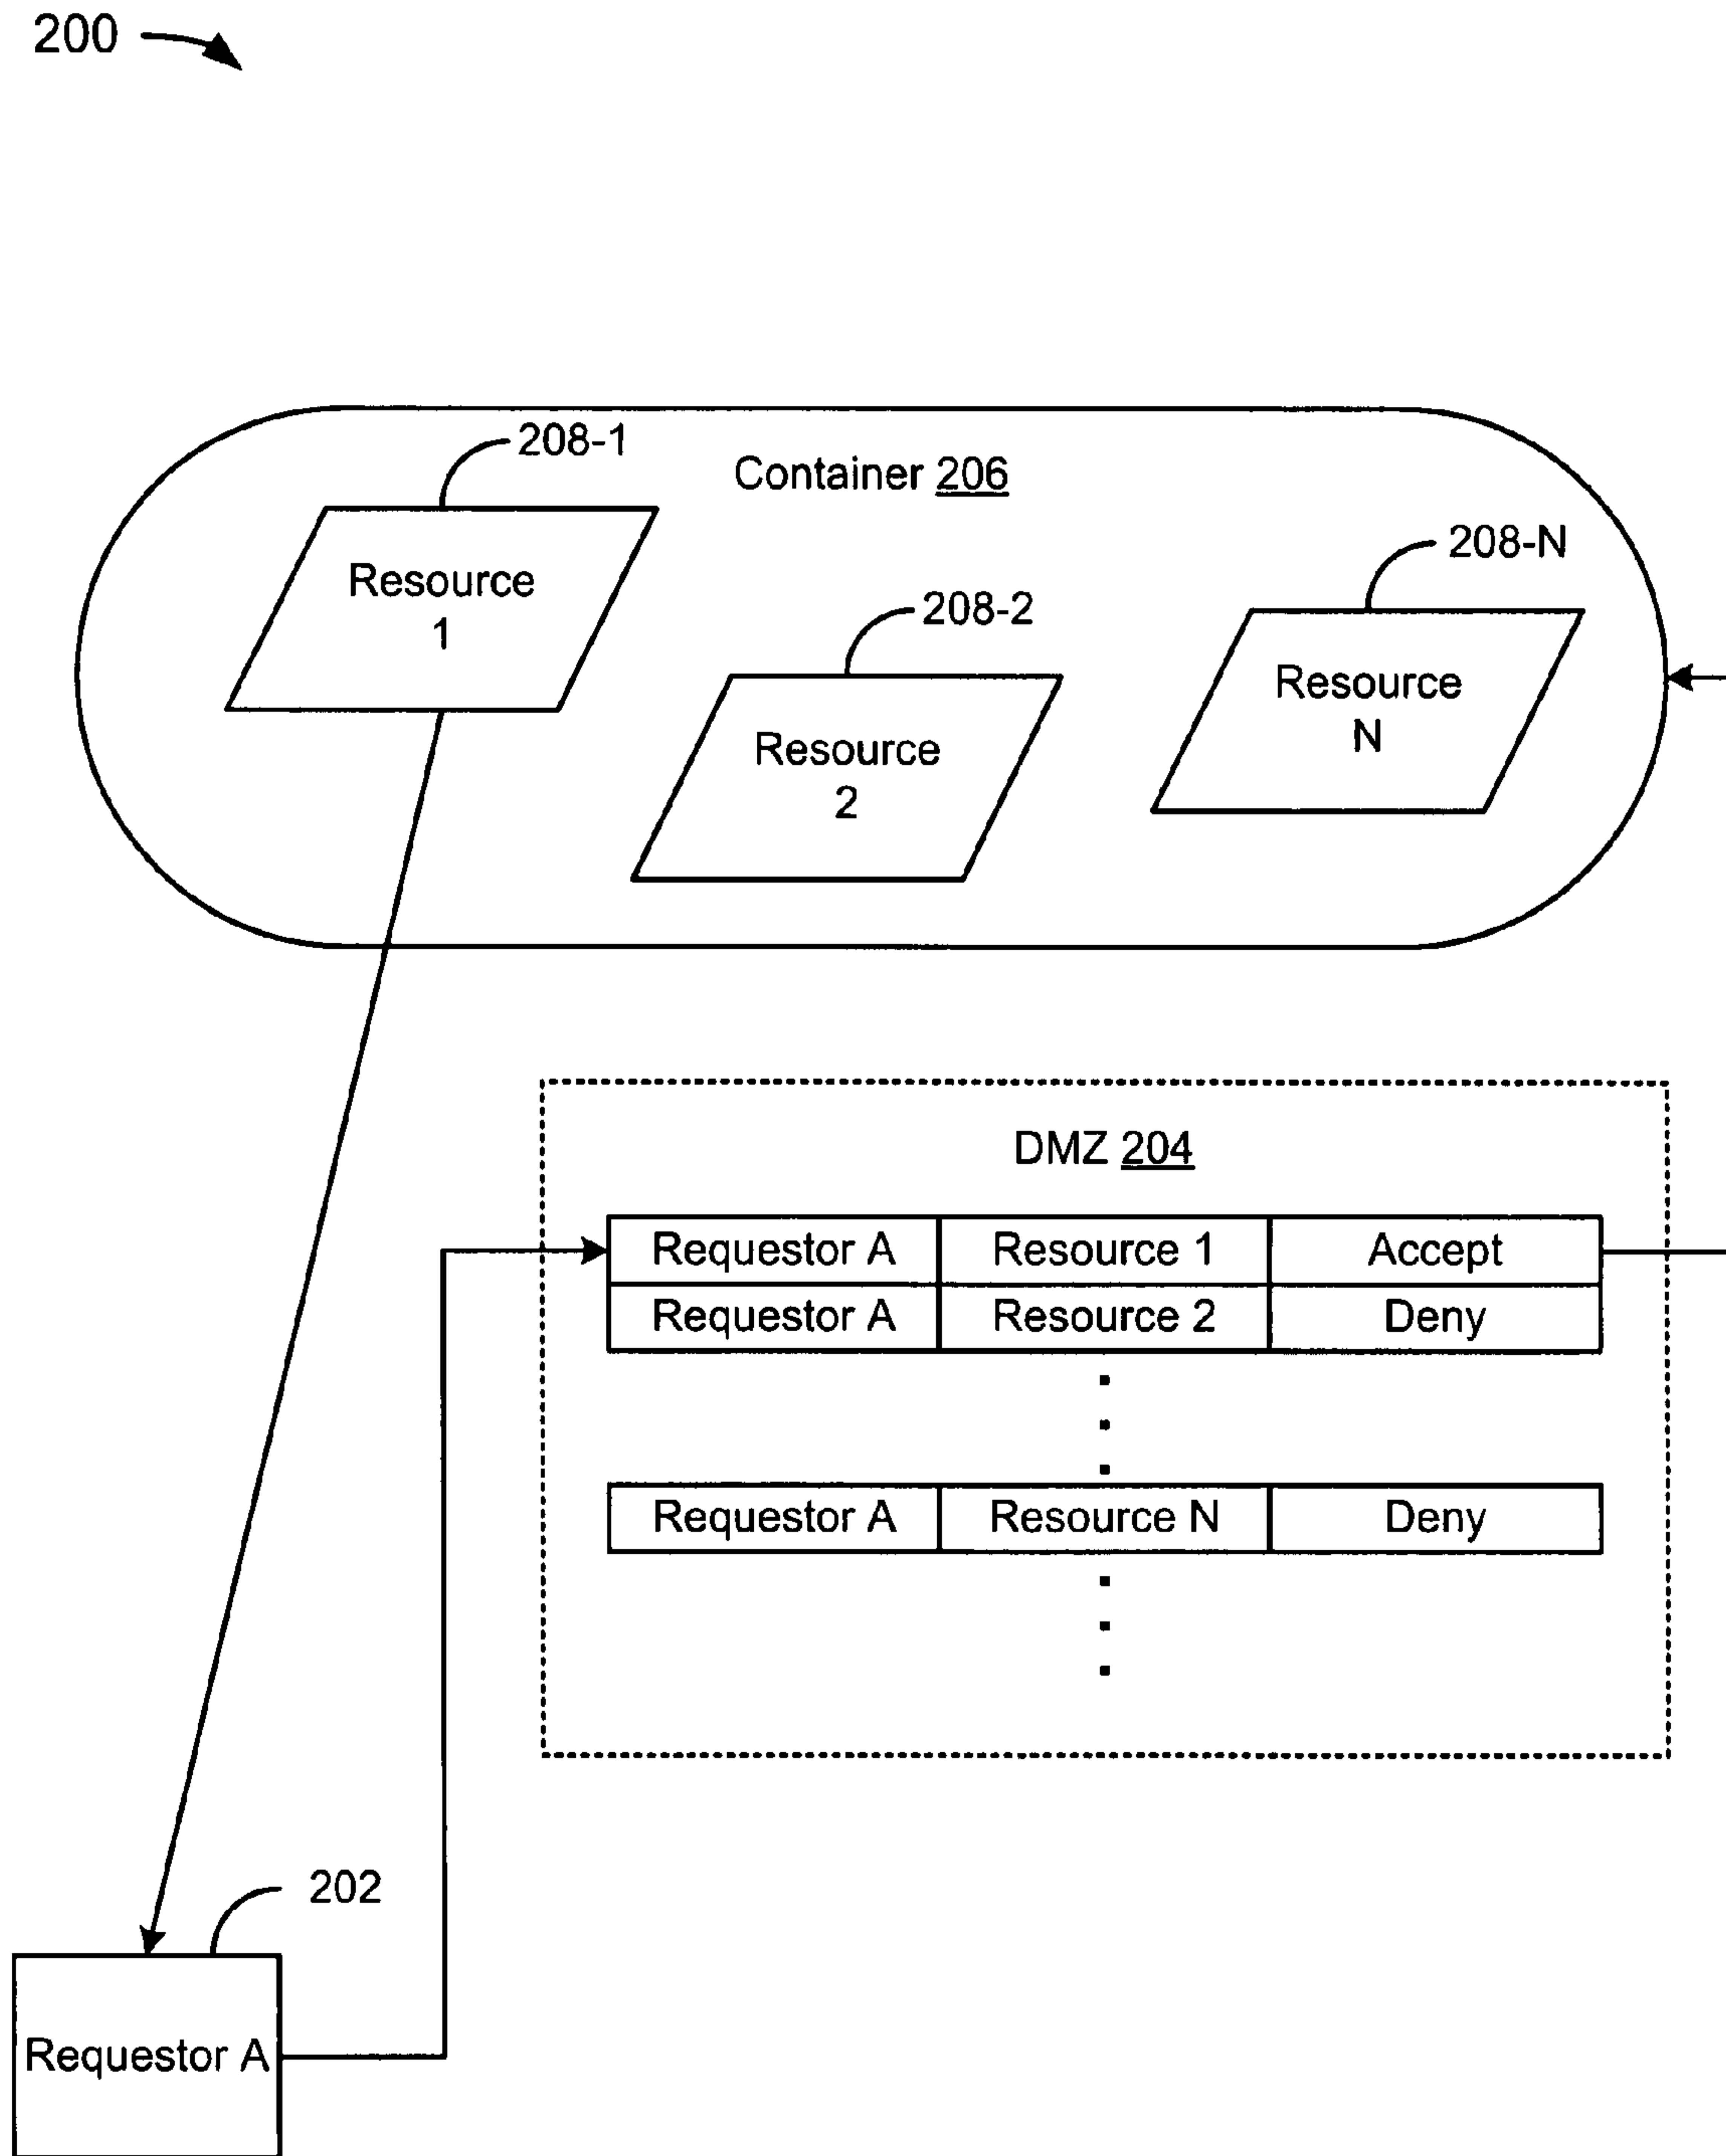 200
208-1
Container 206
208-N
Resource
1
208-2
Resource
N
Resource
2
DMZ 204
Requestor A Resource 1 Accept
Requestor A Resource 2 Deny
Requestor A Resource N Deny
202
Requestor A